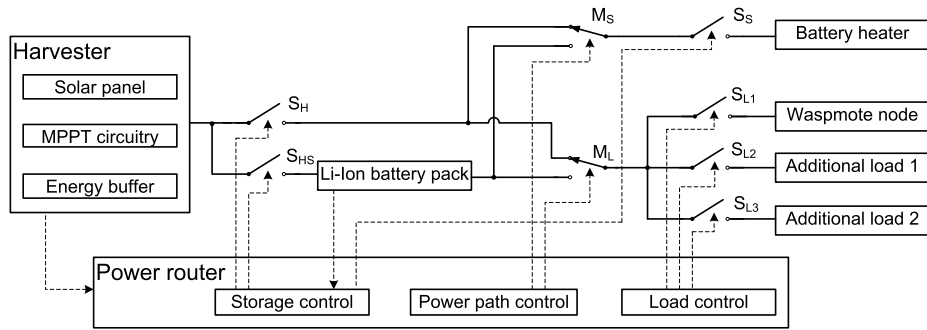 Harvester
Solar panel
MPPT circuitry
Energy buffer
S_H
S_HS
Li-Ion battery pack
M_S
M_L
S_S
Battery heater
S_L1
Waspmote node
S_L2
Additional load 1
S_L3
Additional load 2
Power router
Storage control
Power path control
Load control